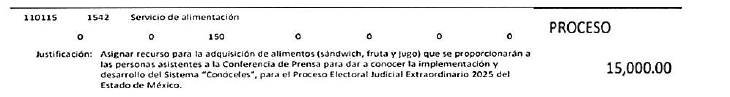 110115 1542 Servicio de alimentación
PROCESO
0 0 150 0 0 0 0
Justificación: Asignar recurso para la adquisición de alimentos (sándwich, fruta y jugo) que se proporcionarán a
las personas asistentes a la Conferencia de Prensa para dar a conocer la implementación y
desarrollo del Sistema "Conóceles", para el Proceso Electoral Judicial Extraordinario 2025 del
Estado de México.
15,000.00